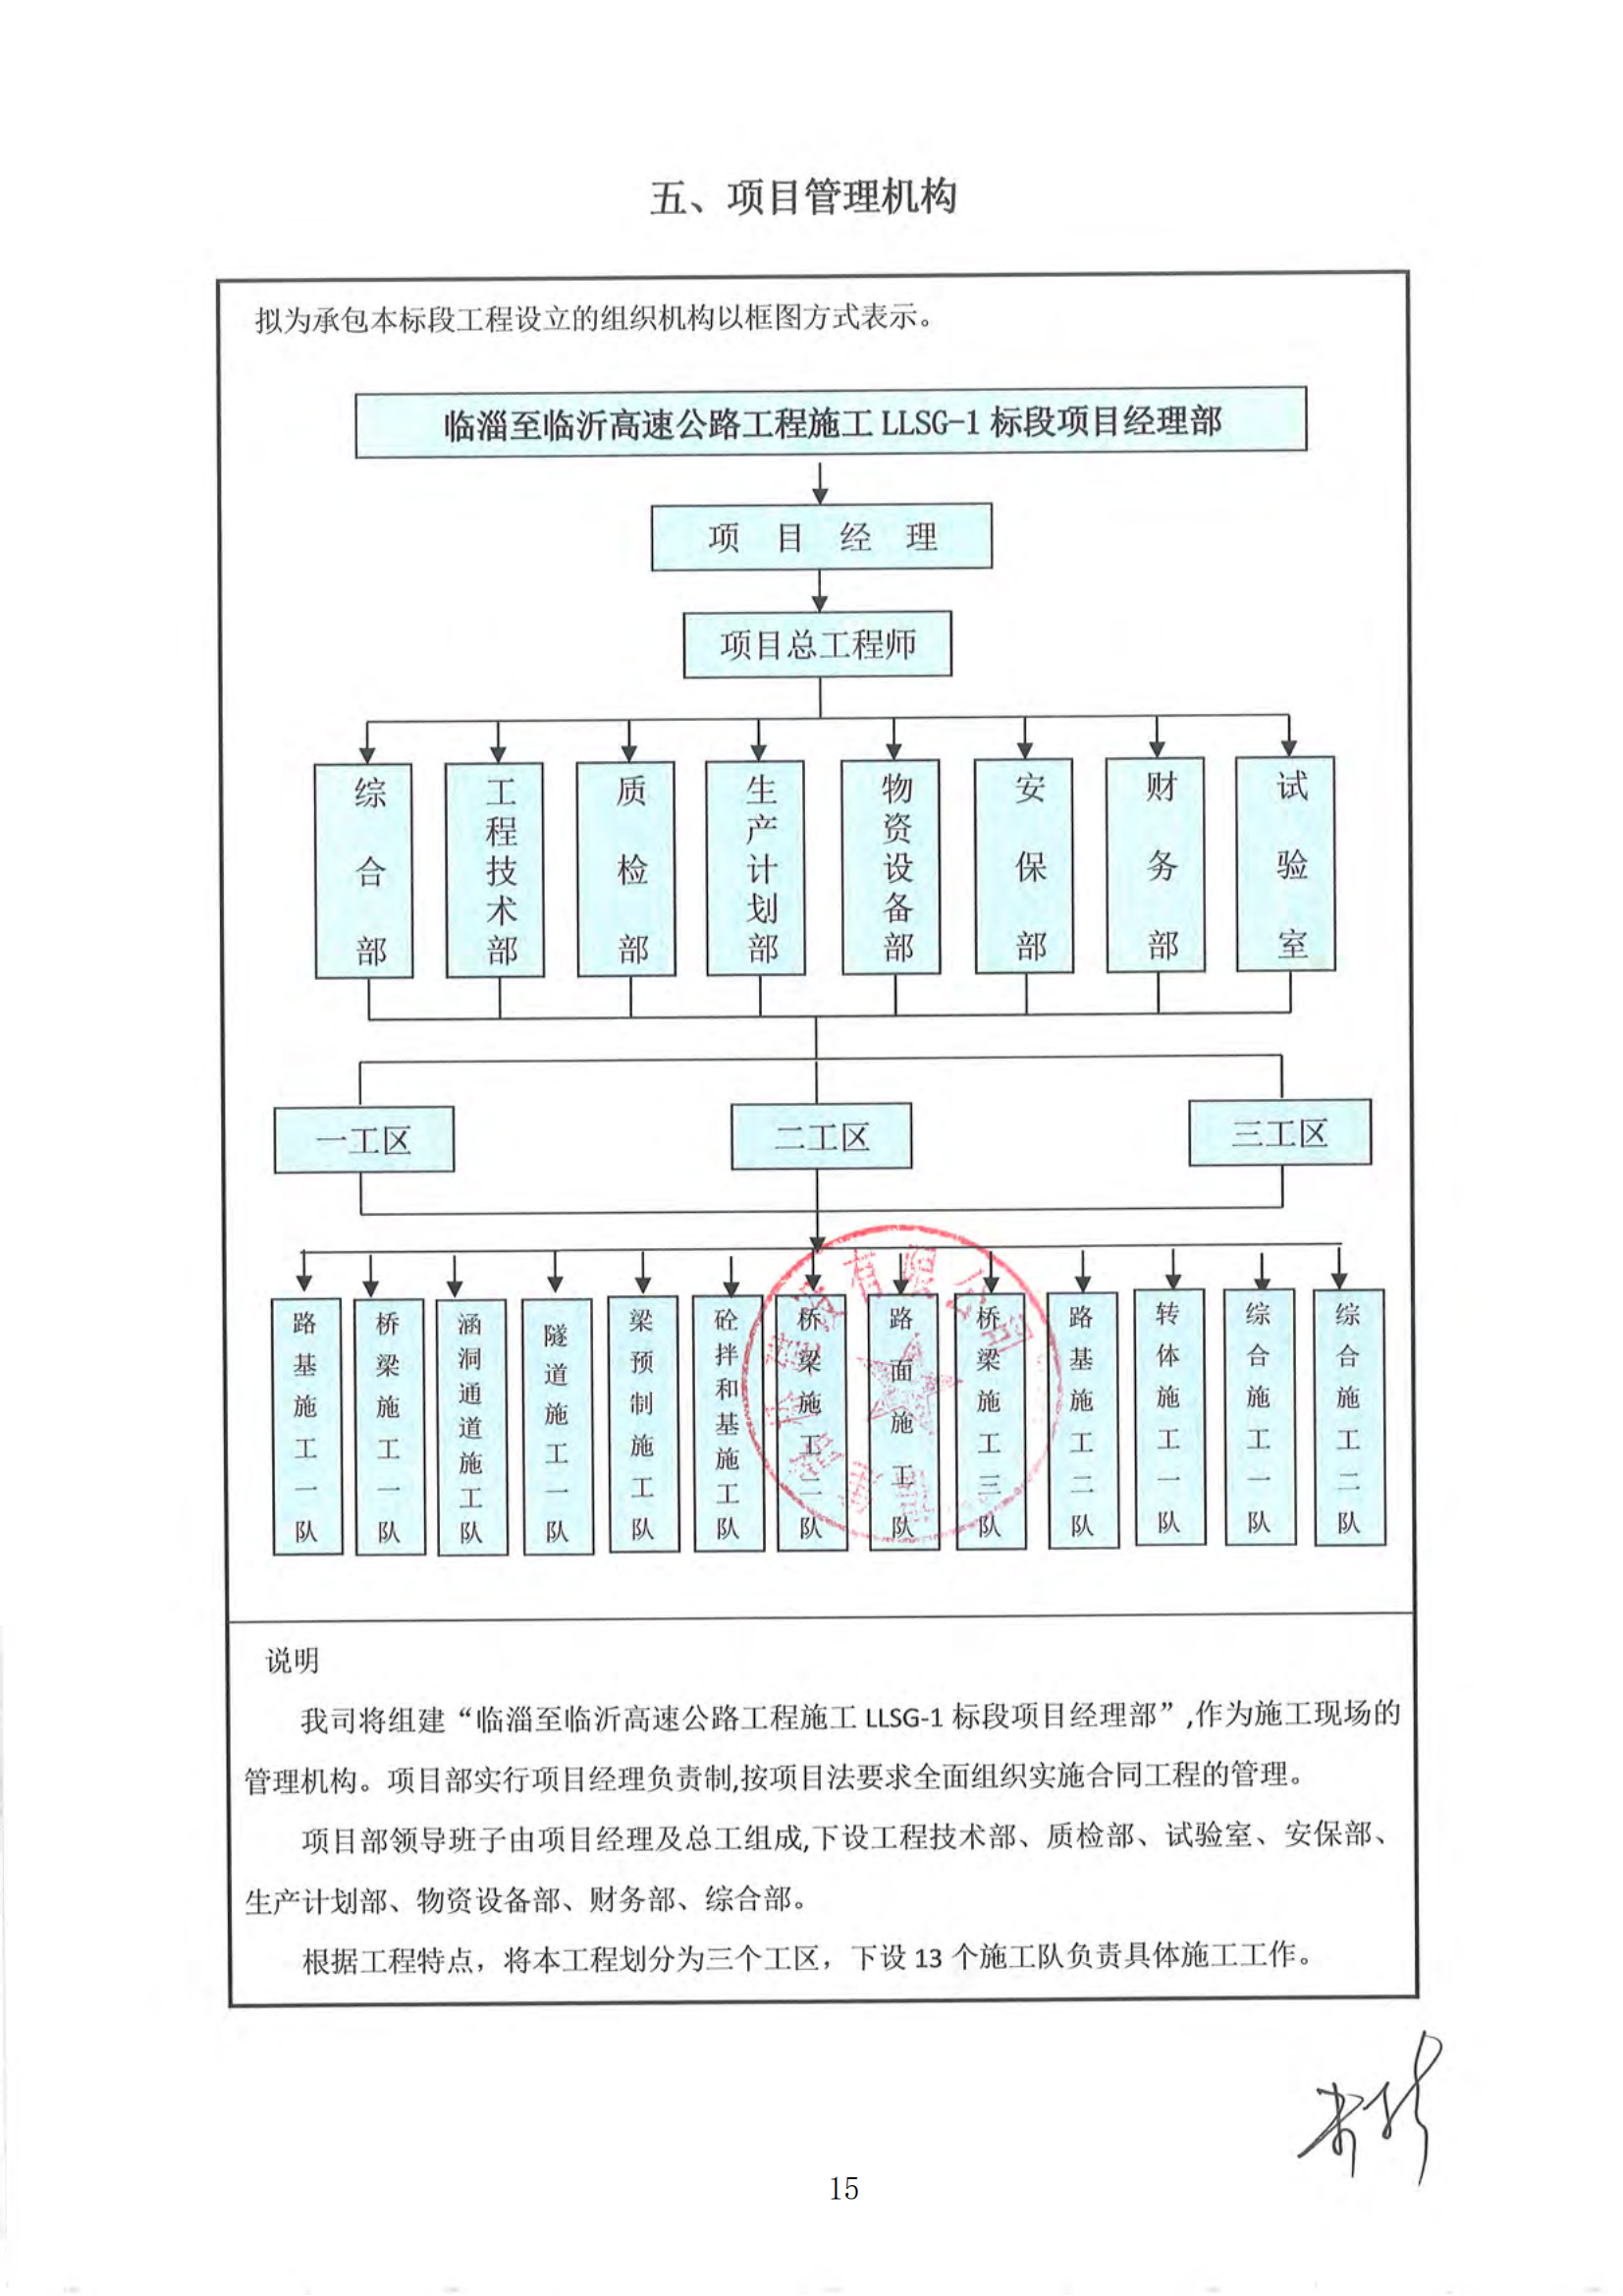 五、项目管理机构
拟为承包本标段工程设立的组织机构以框图方式表示。
临淄至临沂高速公路工程施工 LLSG-1 标段项目经理部
项 目 经 理
项目总工程师
综合部
工程技术部
质检部
生产计划部
物资设备部
安保部
财务部
试验室
一工区
二工区
三工区
路基施工一队
桥梁施工一队
涵洞通道施工队
隧道施工一队
梁预制施工队
砼拌和基施工队
桥梁施工二队
路面施工队
桥梁施工三队
路基施工二队
转体施工一队
综合施工一队
综合施工二队
有限公司
说明
我司将组建“临淄至临沂高速公路工程施工 LLSG-1 标段项目经理部”,作为施工现场的
管理机构。项目部实行项目经理负责制,按项目法要求全面组织实施合同工程的管理。
项目部领导班子由项目经理及总工组成,下设工程技术部、质检部、试验室、安保部、
生产计划部、物资设备部、财务部、综合部。
根据工程特点，将本工程划分为三个工区，下设 13 个施工队负责具体施工工作。
15